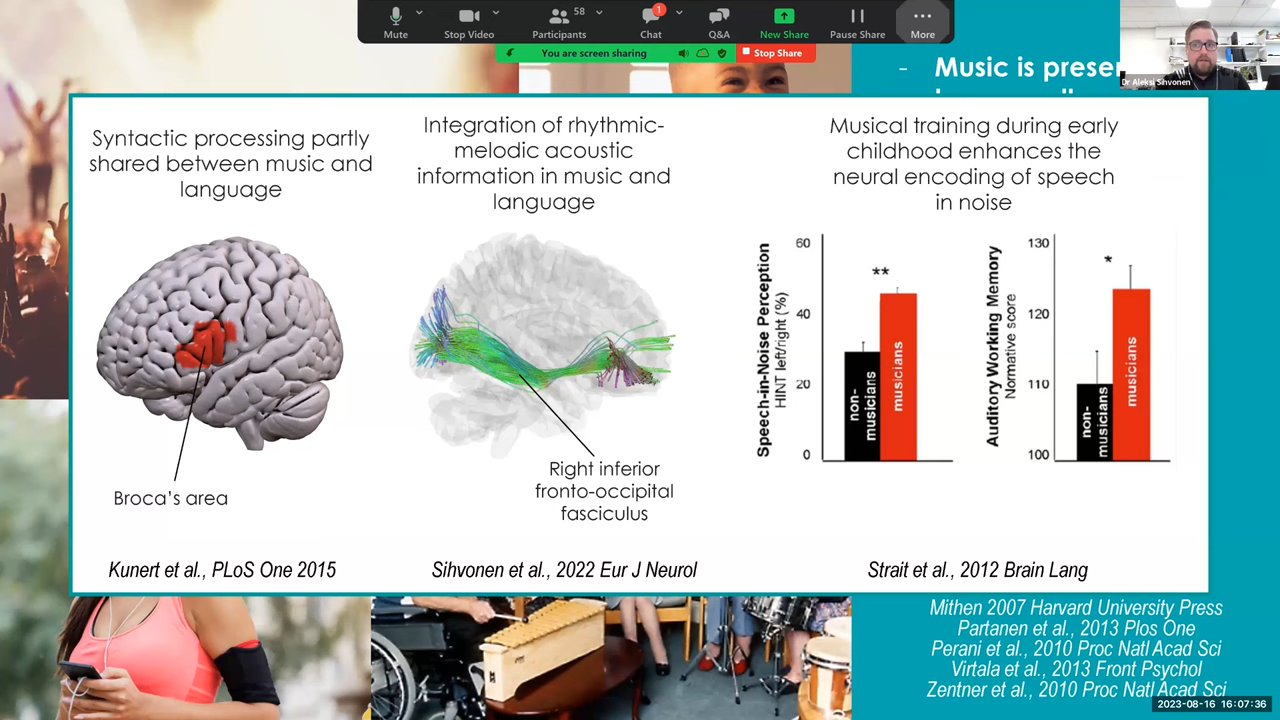 Mute
Stop Video
Participants
58
Chat
1
Q&A
New Share
Pause Share
More
You are screen sharing
Stop Share
Dr Aleksi Sihvonen
- Music is prese
Syntactic processing partly
shared between music and
language
Broca's area
Kunert et al., PLoS One 2015
Integration of rhythmic-
melodic acoustic
information in music and
language
Right inferior
fronto-occipital
fasciculus
Sihvonen et al., 2022 Eur J Neurol
Musical training during early
childhood enhances the
neural encoding of speech
in noise
Speech-in-Noise Perception
HINT left/right (%)
60
40
20
0
**
non-
musicians
musicians
Auditory Working Memory
Normative score
130
120
110
100
*
non-
musicians
musicians
Strait et al., 2012 Brain Lang
Mithen 2007 Harvard University Press
Partanen et al., 2013 Plos One
Perani et al., 2010 Proc Natl Acad Sci
Virtala et al., 2013 Front Psychol
Zentner et al., 2010 Proc Natl Acad Sci
2023-08-16 16:07:36